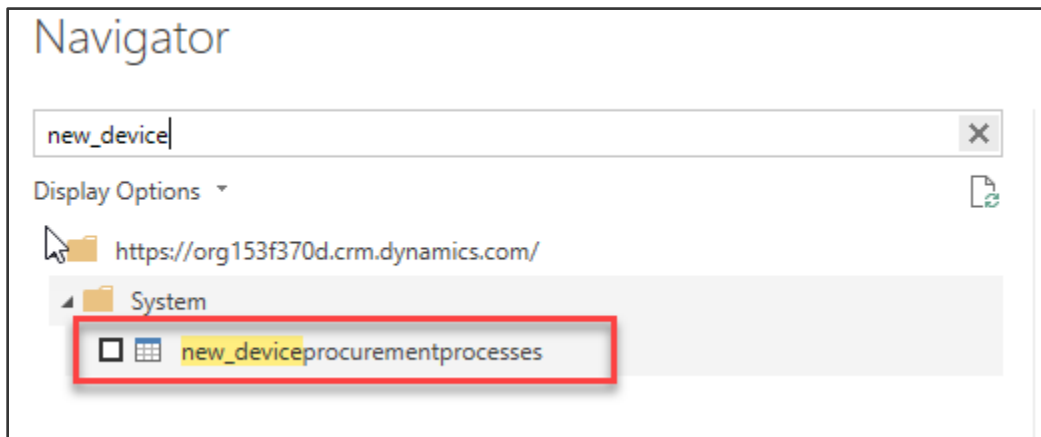 Navigator
new_device
Display Options
https://org153f370d.crm.dynamics.com/
System
new_deviceprocurementprocesses